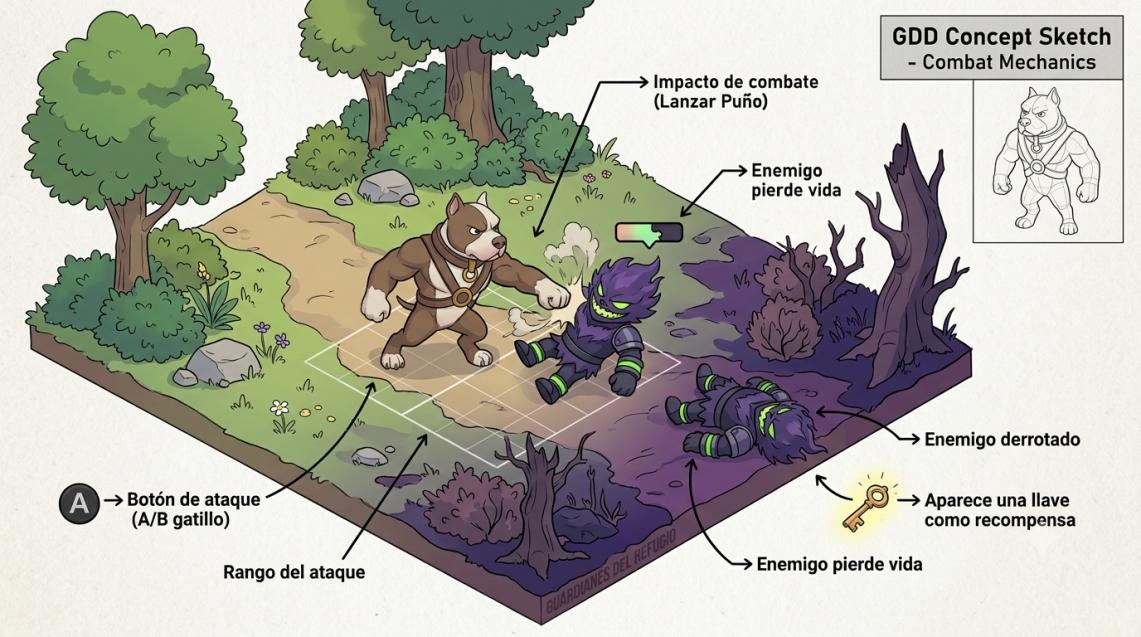 GDD Concept Sketch
- Combat Mechanics
Impacto de combate
(Lanzar Puño)
Enemigo
pierde vida
Enemigo derrotado
Aparece una llave
como recompensa
Enemigo pierde vida
A
Botón de ataque
(A/B gatillo)
Rango del ataque
GUARDIANES DEL REFUGIO